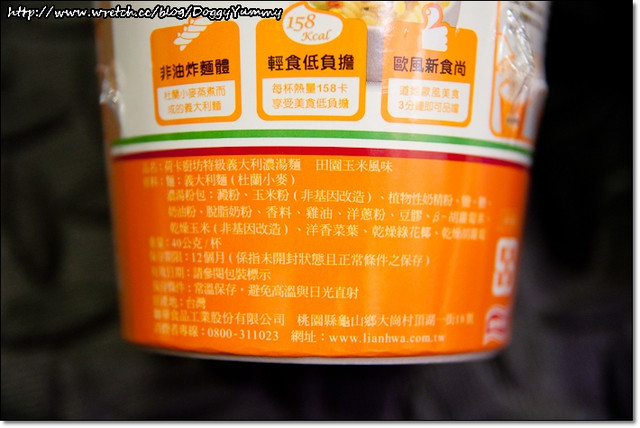 http://www.wretch.cc/blog/DoggyYummy
158
Kcal
非油炸麵體
杜蘭小麥蒸煮而
成的義大利麵
輕食低負擔
每杯熱量158卡
享受美食低負擔
歐風新食尚
道地歐風美食
3分鐘即可品嚐
品名：荷卡廚坊特級義大利濃湯麵 田園玉米風味
原料：麵：義大利麵(杜蘭小麥)
濃湯粉包：澱粉、玉米粉(非基因改造)、植物性奶精粉、鹽、糖、
奶油粉、脫脂奶粉、香料、雞油、洋蔥粉、豆膠、β-胡蘿蔔素、
乾燥玉米(非基因改造)、洋香菜葉、乾燥綠花椰、乾燥胡蘿蔔
重量：40公克/杯
保存期限：12個月(係指未開封狀態且正常條件之保存)
有效日期：請參閱包裝標示
保存條件：常溫保存，避免高溫與日光直射
原產地：台灣
聯華食品工業股份有限公司 桃園縣龜山鄉大崗村頂湖一街18號
消費者專線：0800-311023 網址：www.lianhwa.com.tw